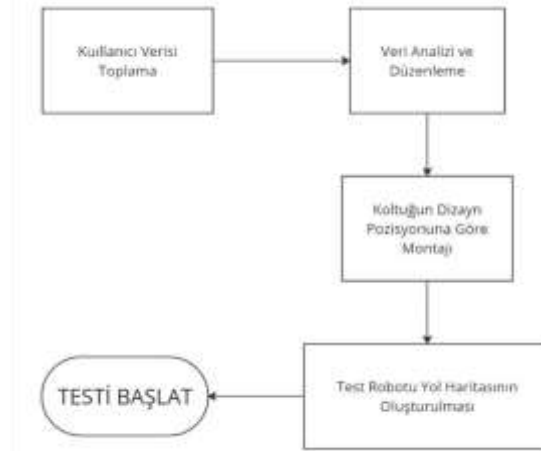 Kullanıcı Verisi
Toplama
Veri Analizi ve
Düzenleme
Koltuğun Dizayn
Pozisyonuna Göre
Montajı
Test Robotu Yol Haritasının
Oluşturulması
TESTİ BAŞLAT